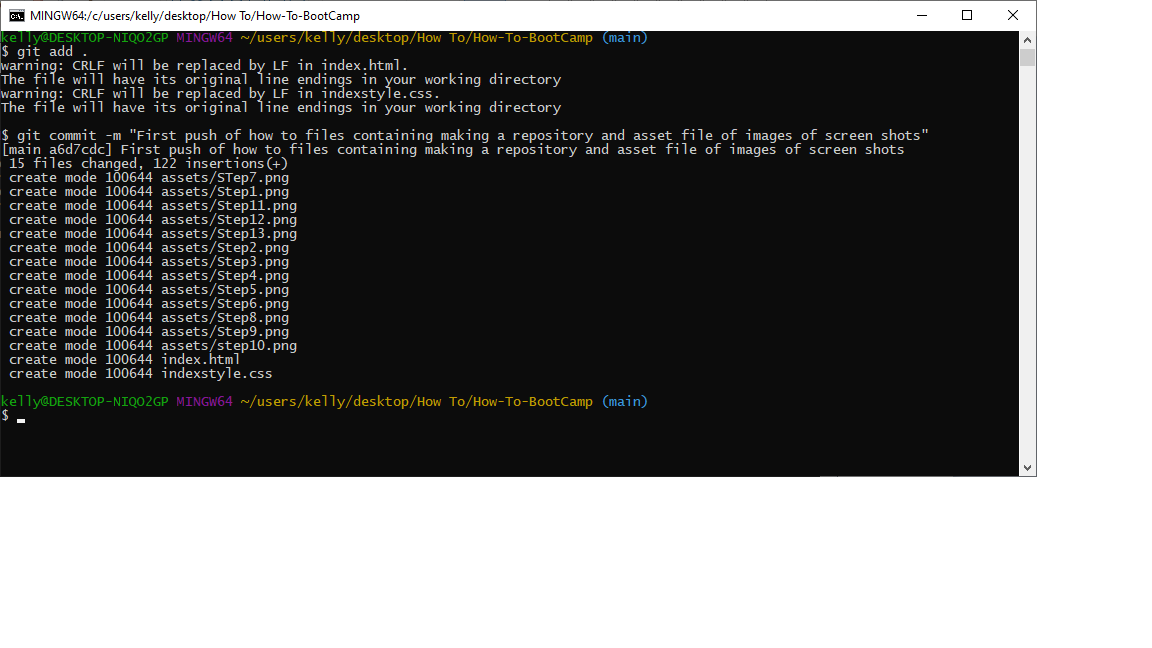 MINGW64:/c/users/kelly/desktop/How To/How-To-BootCamp
kelly@DESKTOP-NIQO2GP MINGW64 ~/users/kelly/desktop/How To/How-To-BootCamp (main)
$ git add .
warning: CRLF will be replaced by LF in index.html.
The file will have its original line endings in your working directory
warning: CRLF will be replaced by LF in indexstyle.css.
The file will have its original line endings in your working directory
$ git commit -m "First push of how to files containing making a repository and asset file of images of screen shots"
[main a6d7cdc] First push of how to files containing making a repository and asset file of images of screen shots
15 files changed, 122 insertions(+)
create mode 100644 assets/STep7.png
create mode 100644 assets/Step1.png
create mode 100644 assets/Step11.png
create mode 100644 assets/Step12.png
create mode 100644 assets/Step13.png
create mode 100644 assets/Step2.png
create mode 100644 assets/Step3.png
create mode 100644 assets/Step4.png
create mode 100644 assets/Step5.png
create mode 100644 assets/Step6.png
create mode 100644 assets/Step8.png
create mode 100644 assets/Step9.png
create mode 100644 assets/step10.png
create mode 100644 index.html
create mode 100644 indexstyle.css
kelly@DESKTOP-NIQO2GP MINGW64 ~/users/kelly/desktop/How To/How-To-BootCamp (main)
$